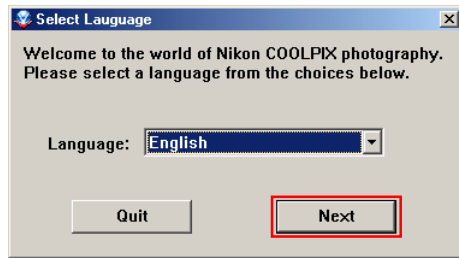 Select Lauguage
Welcome to the world of Nikon COOLPIX photography.
Please select a language from the choices below.
Language: English
Quit Next